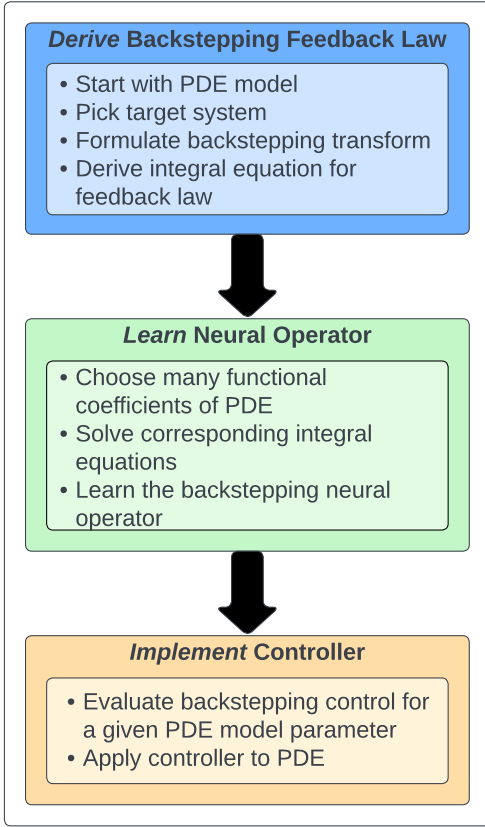 Derive Backstepping Feedback Law
• Start with PDE model
• Pick target system
• Formulate backstepping transform
• Derive integral equation for
feedback law
Learn Neural Operator
• Choose many functional
coefficients of PDE
• Solve corresponding integral
equations
• Learn the backstepping neural
operator
Implement Controller
• Evaluate backstepping control for
a given PDE model parameter
• Apply controller to PDE